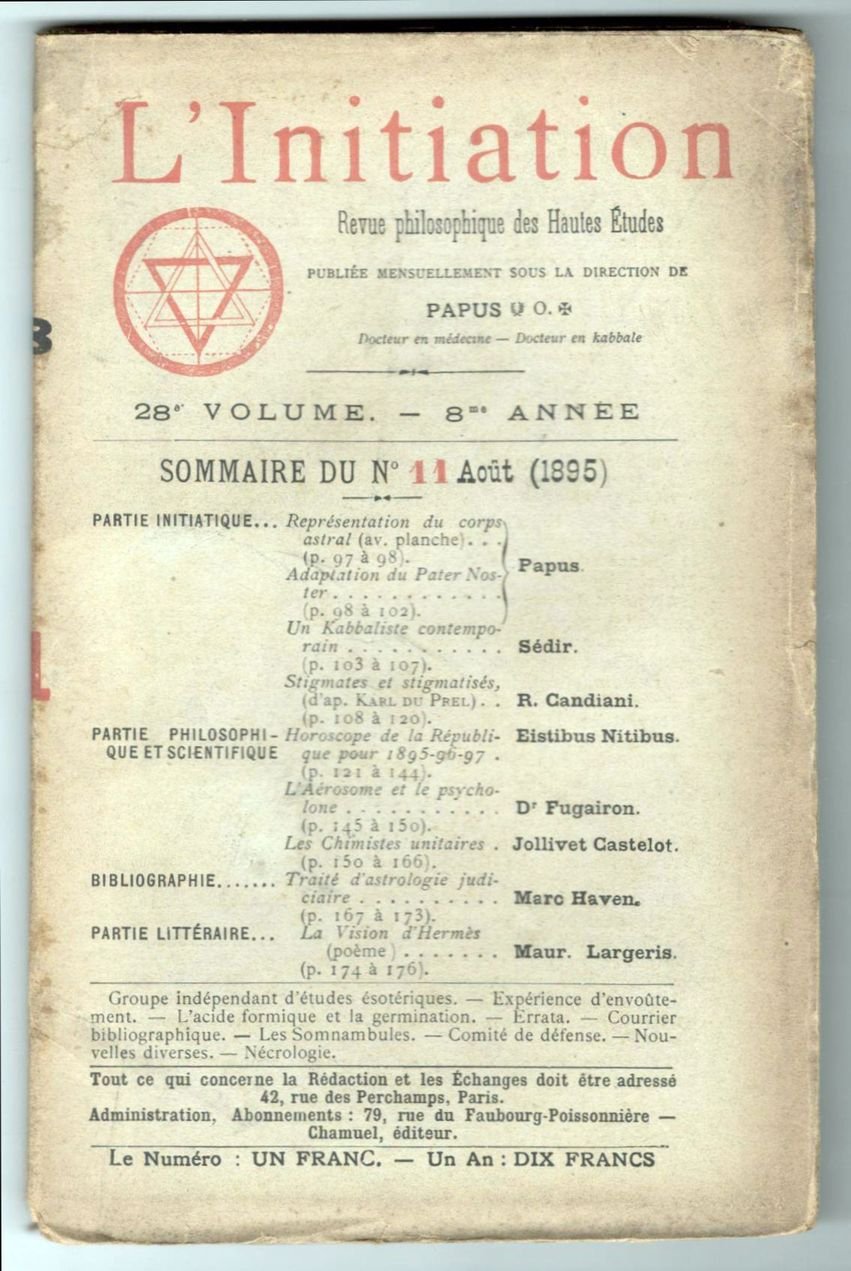 L'Initiation
Revue philosophique des Hautes Études
PUBLIÉE MENSUELLEMENT SOUS LA DIRECTION DE
PAPUS O. ✠
Docteur en médecine — Docteur en kabbale
28e VOLUME. — 8me ANNÉE
SOMMAIRE DU No 11 Août (1895)
PARTIE INITIATIQUE... Représentation du corps
astral (av. planche). . .
(p. 97 à 98).
Papus.
Adaptation du Pater Nos-
ter . . . . . . . . . . . .
(p. 98 à 102).
Un Kabbaliste contempo-
rain . . . . . . . . . . . Sédir.
(p. 103 à 107).
Stigmates et stigmatisés,
(d'ap. KARL DU PREL). . R. Candiani.
(p. 108 à 120).
PARTIE PHILOSOPHI- Horoscope de la Républi- Eistibus Nitibus.
QUE ET SCIENTIFIQUE que pour 1895-96-97 .
(p. 121 à 144).
L'Aérosome et le psycho-
lone . . . . . . . . . . . Dr Fugairon.
(p. 145 à 150).
Les Chimistes unitaires . Jollivet Castelot.
(p. 150 à 166).
BIBLIOGRAPHIE....... Traité d'astrologie judi-
ciaire . . . . . . . . . . Marc Haven.
(p. 167 à 173).
PARTIE LITTÉRAIRE... La Vision d'Hermès
(poème) . . . . . . . Maur. Largeris.
(p. 174 à 176).
Groupe indépendant d'études ésotériques. — Expérience d'envoûte-
ment. — L'acide formique et la germination. — Errata. — Courrier
bibliographique. — Les Somnambules. — Comité de défense. — Nou-
velles diverses. — Nécrologie.
Tout ce qui concerne la Rédaction et les Échanges doit être adressé
42, rue des Perchamps, Paris.
Administration, Abonnements : 79, rue du Faubourg-Poissonnière —
Chamuel, éditeur.
Le Numéro : UN FRANC. — Un An : DIX FRANCS